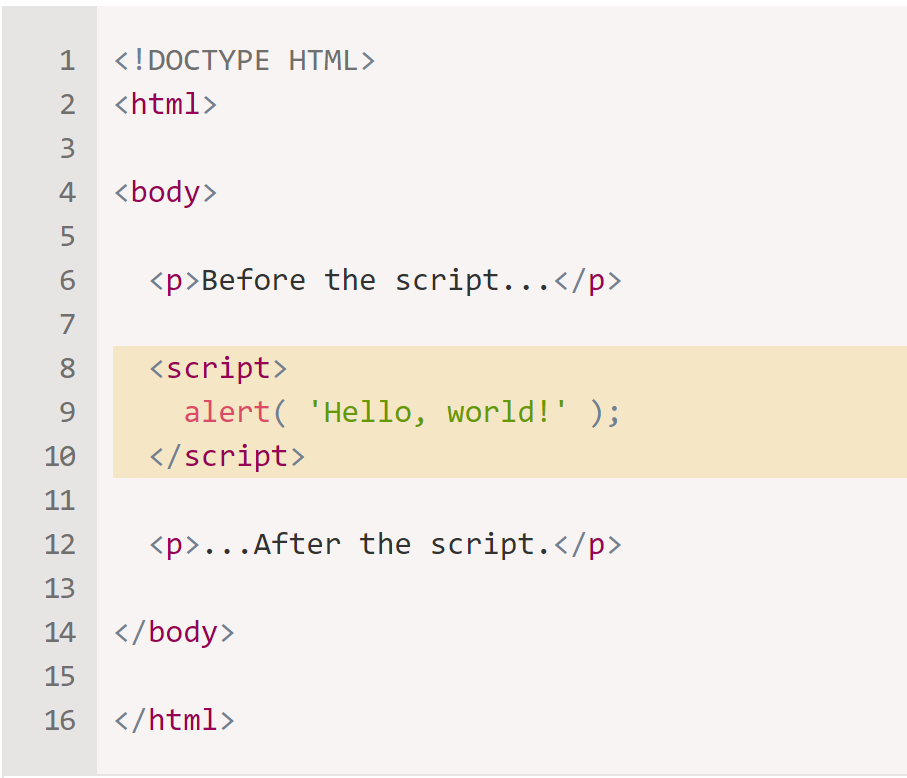 1 <!DOCTYPE HTML>
2 <html>
3
4 <body>
5
6   <p>Before the script...</p>
7
8   <script>
9     alert( 'Hello, world!' );
10   </script>
11
12   <p>...After the script.</p>
13
14 </body>
15
16 </html>